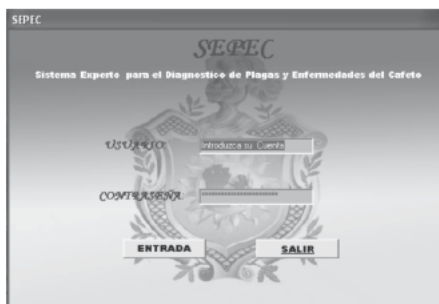 SEPEC
SEPEC
Sistema Experto para el Diagnostico de Plagas y Enfermedades del Cafeto
USUARIO:
Introduzca su Cuenta
CONTRASEÑA:
ENTRADA
SALIR